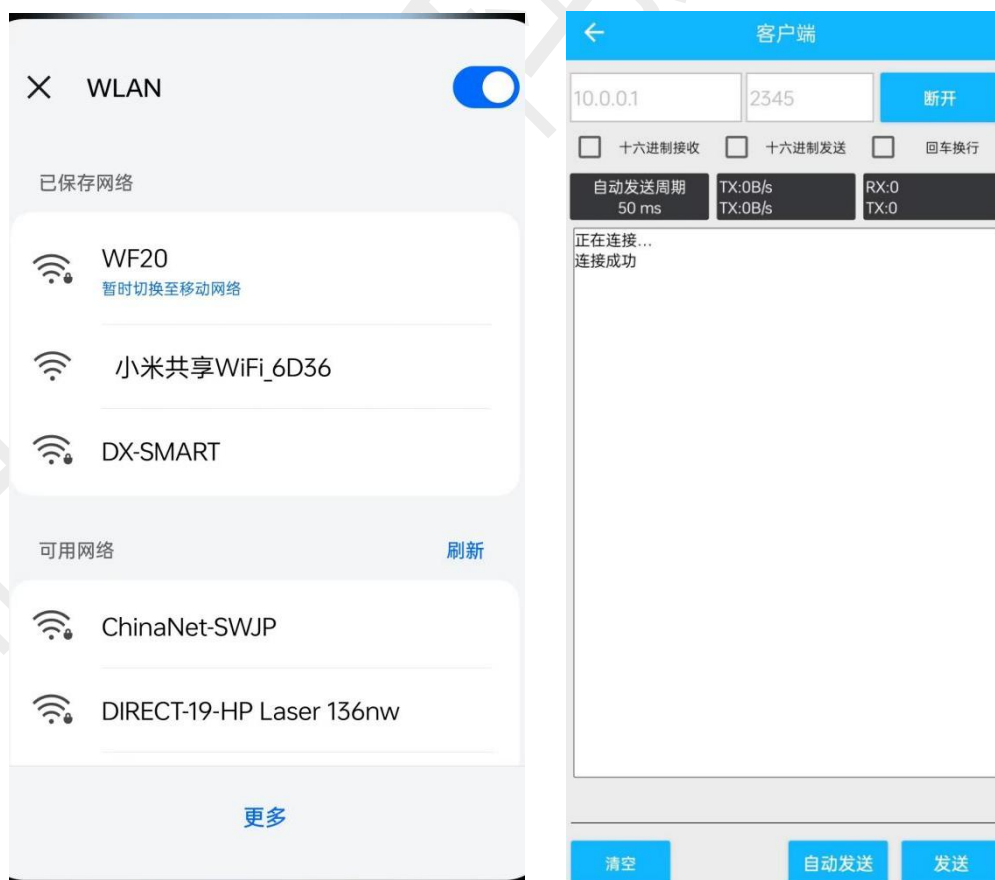 WLAN
已保存网络
WF20
暂时切换至移动网络
小米共享WiFi_6D36
DX-SMART
可用网络
刷新
ChinaNet-SWJP
DIRECT-19-HP Laser 136nw
更多
客户端
10.0.0.1
2345
断开
十六进制接收
十六进制发送
回车换行
自动发送周期
50 ms
TX:0B/s
TX:0B/s
RX:0
TX:0
正在连接...
连接成功
清空
自动发送
发送